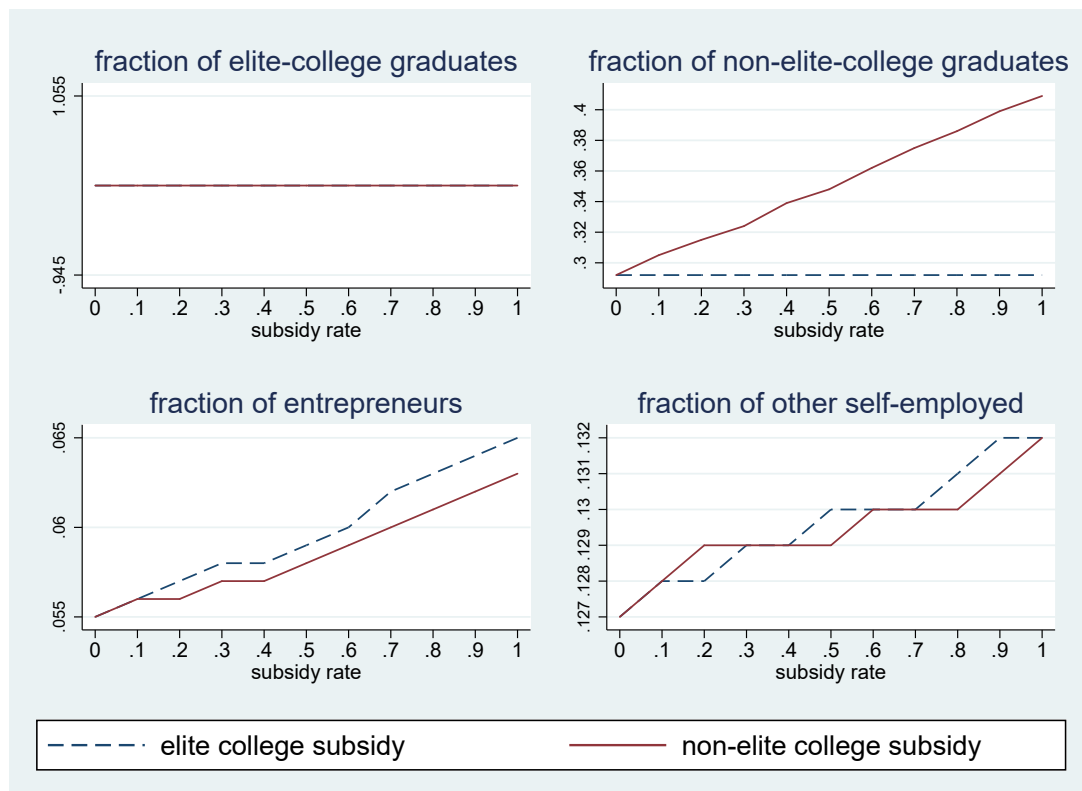 fraction of elite-college graduates
1.055
-.945
0 .1 .2 .3 .4 .5 .6 .7 .8 .9 1
subsidy rate
fraction of non-elite-college graduates
.4
.38
.36
.34
.32
.3
0 .1 .2 .3 .4 .5 .6 .7 .8 .9 1
subsidy rate
fraction of entrepreneurs
.065
.06
.055
0 .1 .2 .3 .4 .5 .6 .7 .8 .9 1
subsidy rate
fraction of other self-employed
.132
.131
.13
.129
.128
.127
0 .1 .2 .3 .4 .5 .6 .7 .8 .9 1
subsidy rate
elite college subsidy
non-elite college subsidy